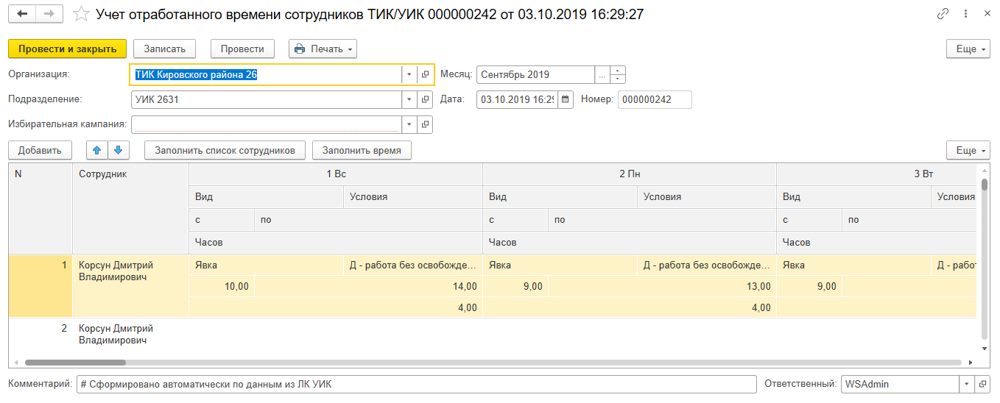 Учет отработанного времени сотрудников ТИК/УИК 000000242 от 03.10.2019 16:29:27
Провести и закрыть Записать Провести Печать Еще
Организация: ТИК Кировского района 26 Месяц: Сентябрь 2019 ...
Подразделение: УИК 2631 Дата: 03.10.2019 16:29 Номер: 000000242
Избирательная кампания:
Добавить Заполнить список сотрудников Заполнить время Еще
N Сотрудник 1 Вс 2 Пн 3 Вт
Вид Условия Вид Условия Вид Условия
с по с по с по
Часов Часов Часов
1 Корсун Дмитрий Явка Д - работа без освобожде... Явка Д - работа без освобожде... Явка Д - работ
Владимирович
10,00 14,00 9,00 13,00 9,00
4,00 4,00
2 Корсун Дмитрий
Владимирович
Комментарий: # Сформировано автоматически по данным из ЛК УИК Ответственный: WSAdmin